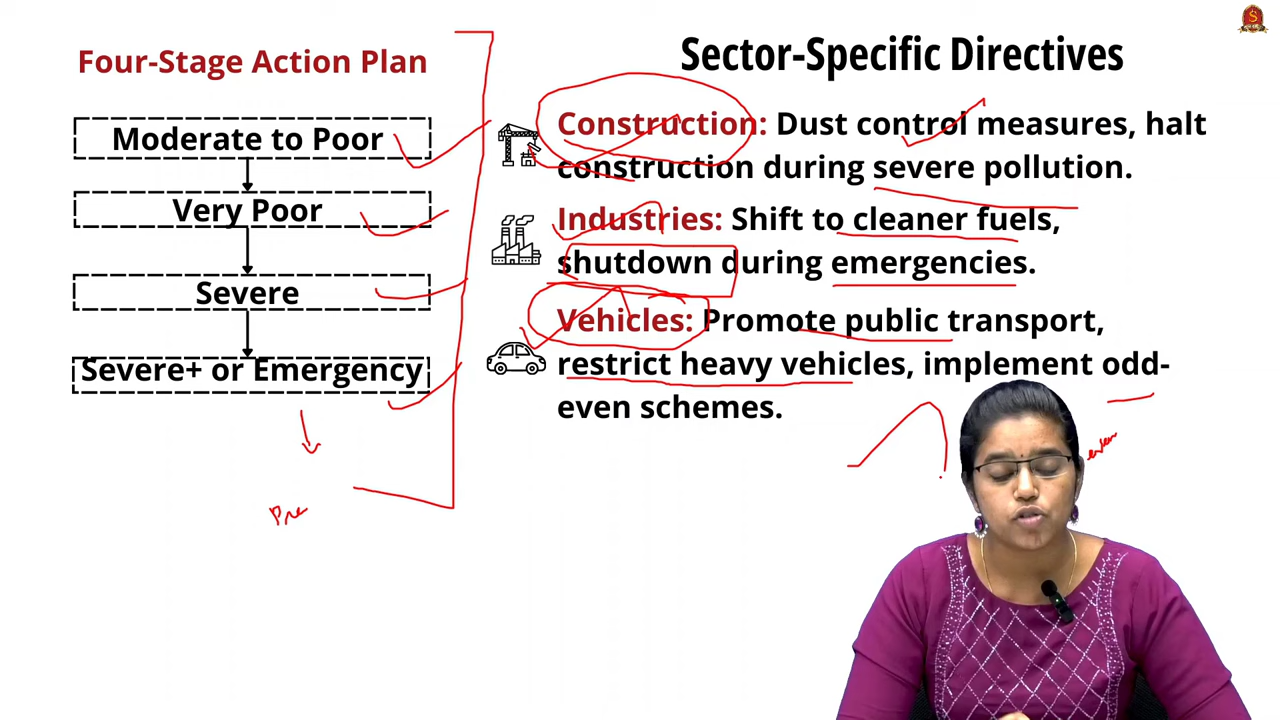 Four-Stage Action Plan
Moderate to Poor
Very Poor
Severe
Severe+ or Emergency
Pre
Sector-Specific Directives
Construction: Dust control measures, halt
construction during severe pollution.
Industries: Shift to cleaner fuels,
shutdown during emergencies.
Vehicles: Promote public transport,
restrict heavy vehicles, implement odd-
even schemes.